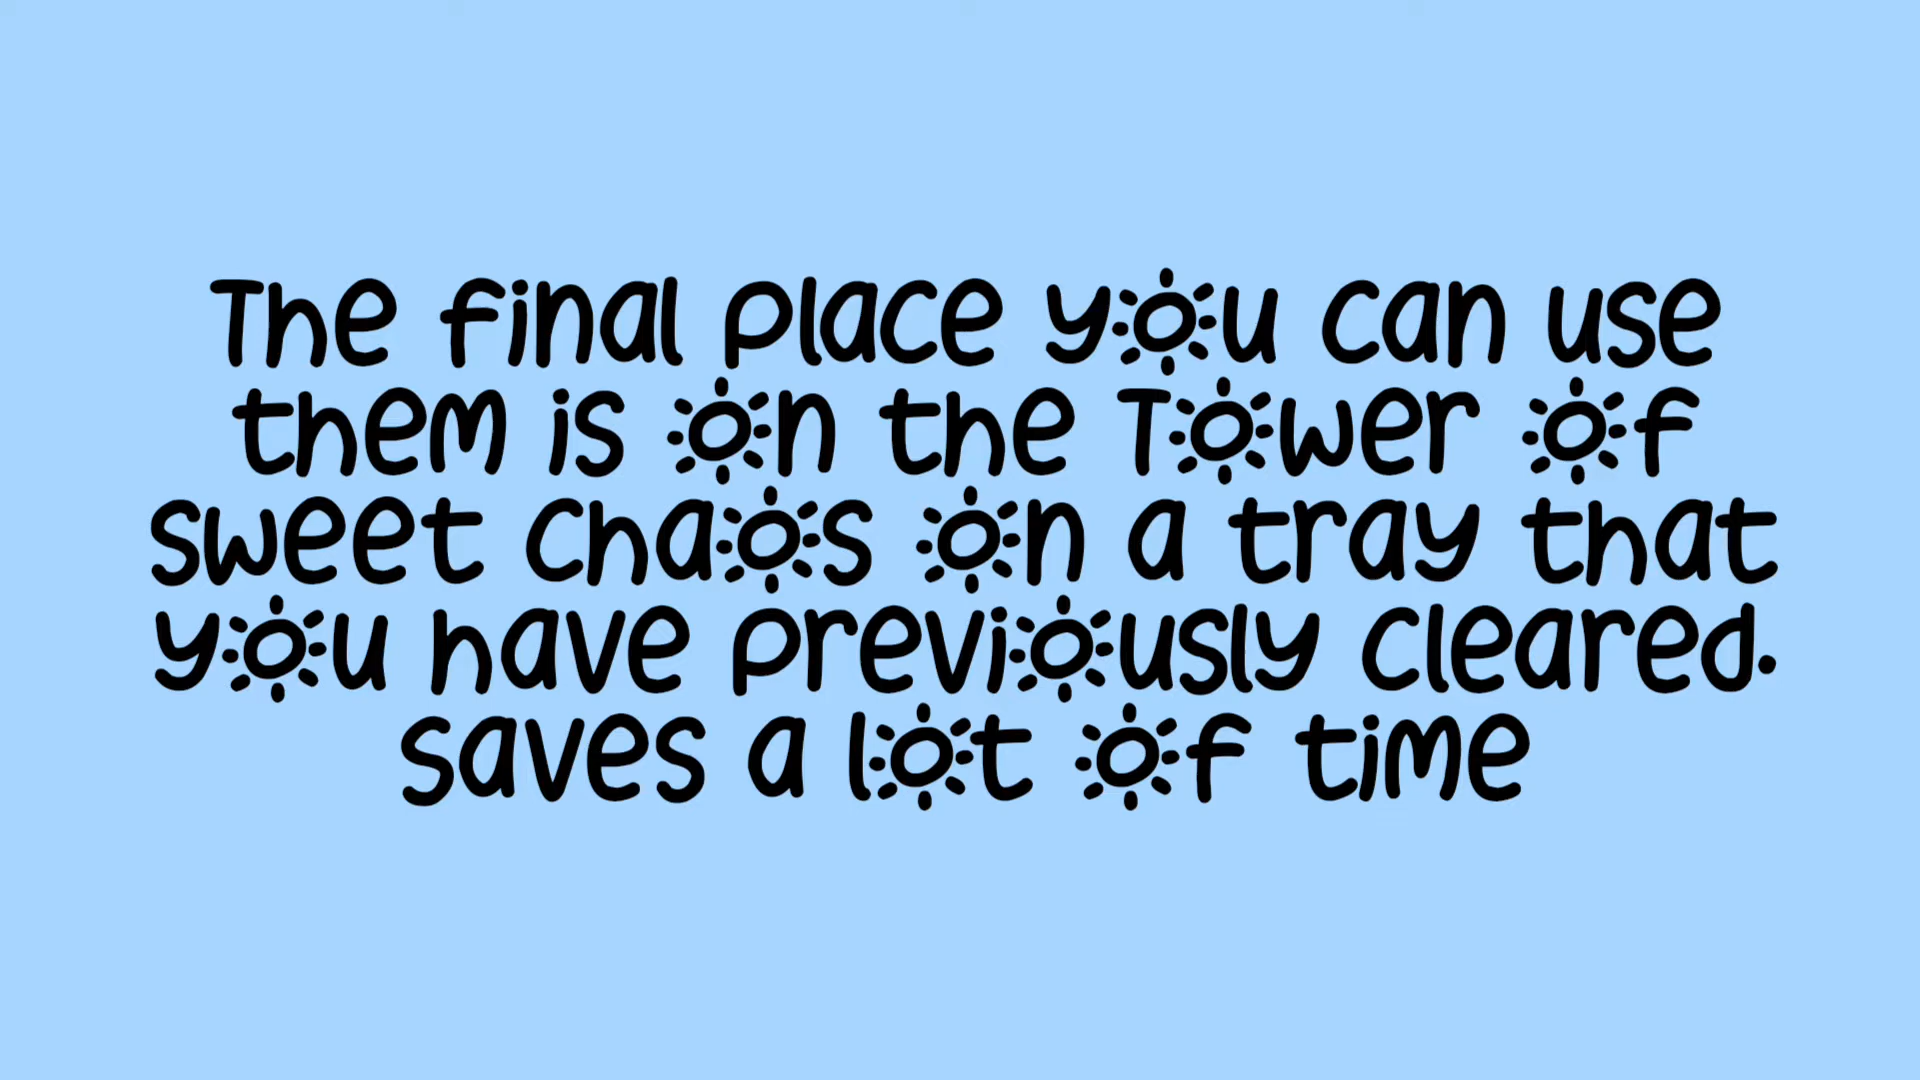 The final place you can use
them is on the Tower of
sweet chaos on a tray that
you have previously cleared.
saves a lot of time